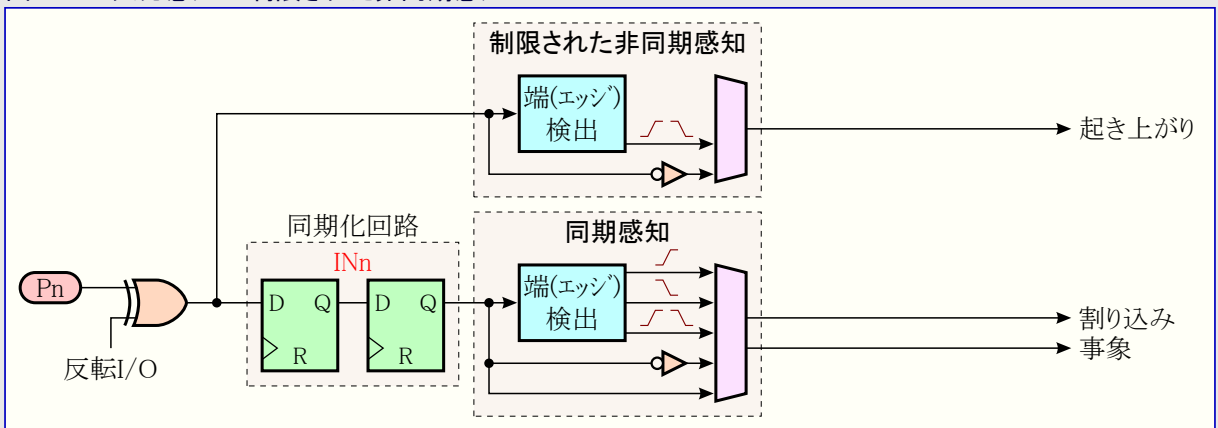 制限された非同期感知
端(エッジ)
検出
起き上がり
同期化回路
INn
同期感知
Pn
D Q
R
D Q
R
端(エッジ)
検出
割り込み
事象
反転I/O